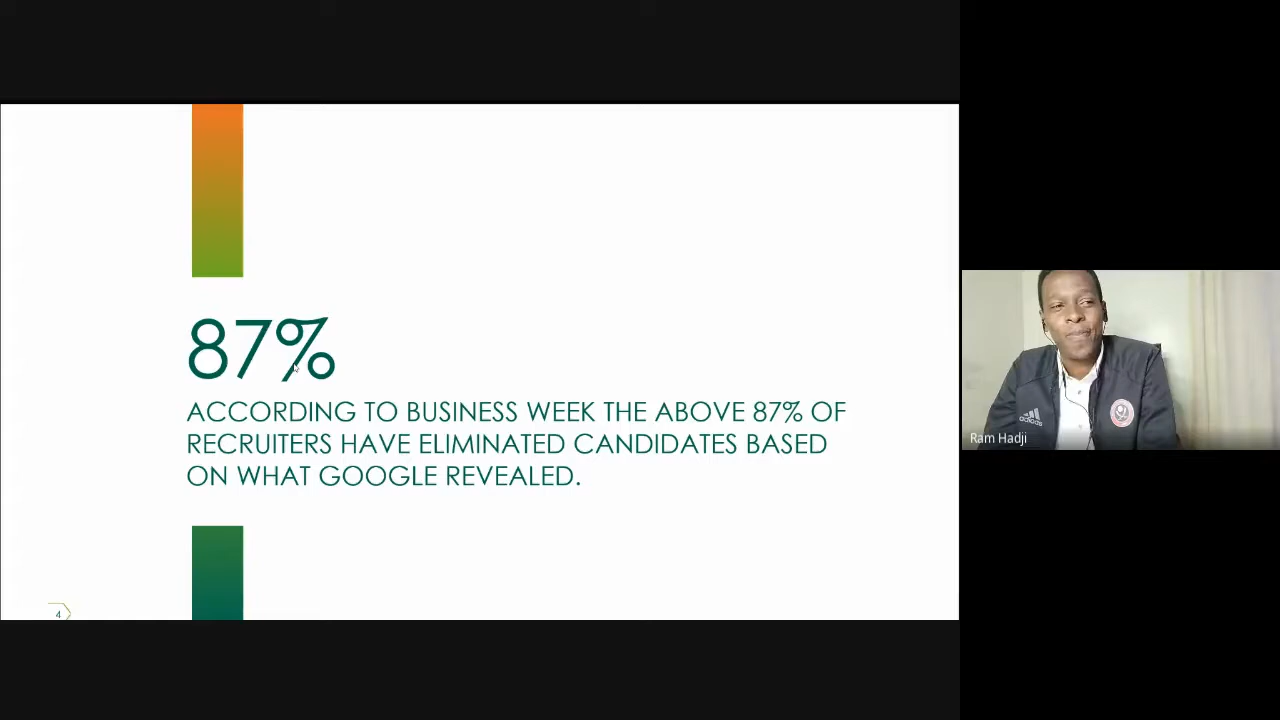 87%
ACCORDING TO BUSINESS WEEK THE ABOVE 87% OF
RECRUITERS HAVE ELIMINATED CANDIDATES BASED
ON WHAT GOOGLE REVEALED.
4
adidas
Ram Hadji